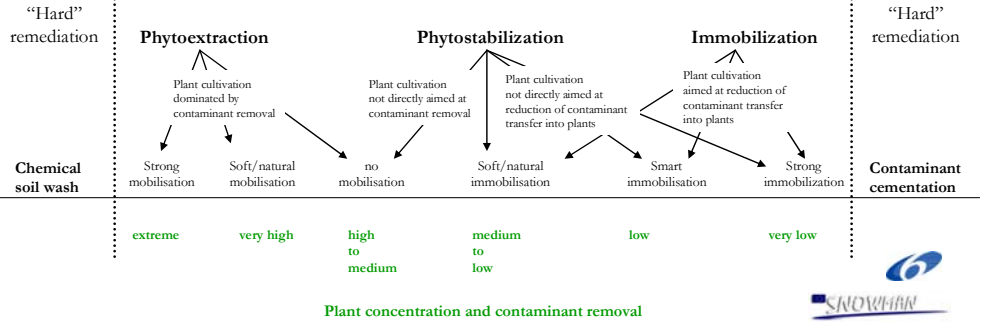 “Hard”
remediation
Phytoextraction
Phytostabilization
Immobilization
“Hard”
remediation
Plant cultivation
dominated by
contaminant removal
Plant cultivation
not directly aimed at
contaminant removal
Plant cultivation
not directly aimed at
reduction of contaminant
transfer into plants
Plant cultivation
aimed at reduction of
contaminant transfer
into plants
Chemical
soil wash
Strong
mobilisation
Soft/natural
mobilisation
no
mobilisation
Soft/natural
immobilisation
Smart
immobilisation
Strong
immobilization
Contaminant
cementation
extreme
very high
high
to
medium
medium
to
low
low
very low
Plant concentration and contaminant removal
6
SNOWMAN